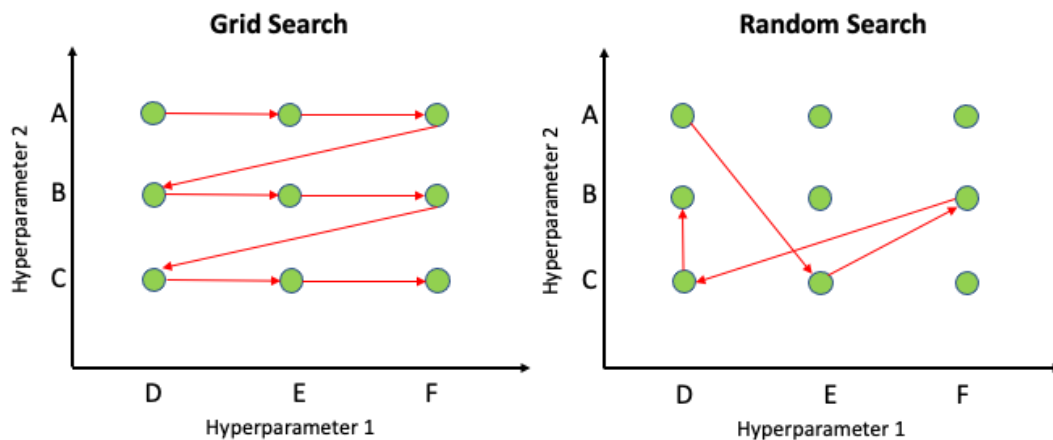 Grid Search
A
B
C
Hyperparameter 2
D E F
Hyperparameter 1
Random Search
A
B
C
Hyperparameter 2
D E F
Hyperparameter 1